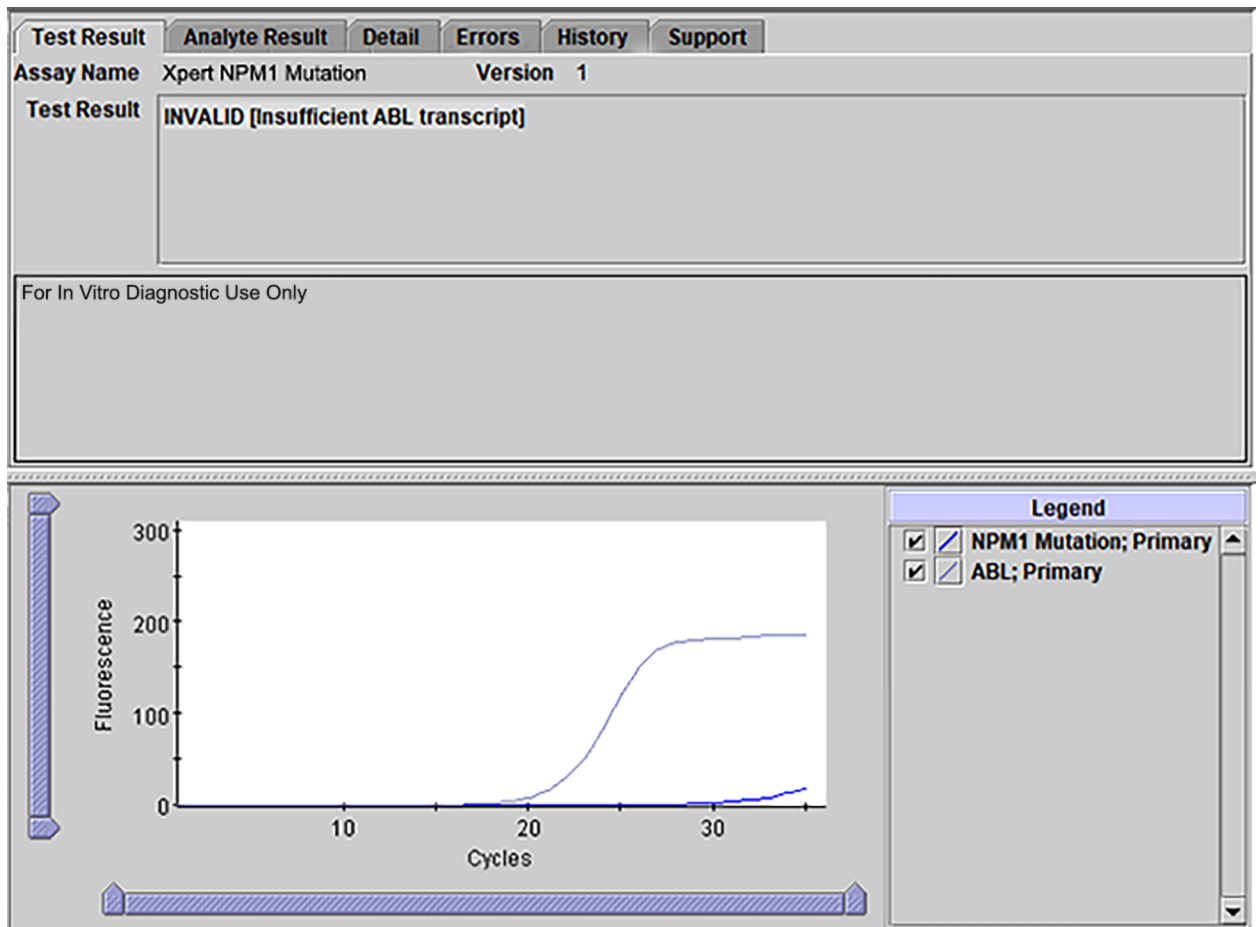 Test Result Analyte Result Detail Errors History Support
Assay Name Xpert NPM1 Mutation Version 1
Test Result INVALID [Insufficient ABL transcript]
For In Vitro Diagnostic Use Only
300
200
100
0
Fluorescence
10 20 30
Cycles
Legend
NPM1 Mutation; Primary
ABL; Primary